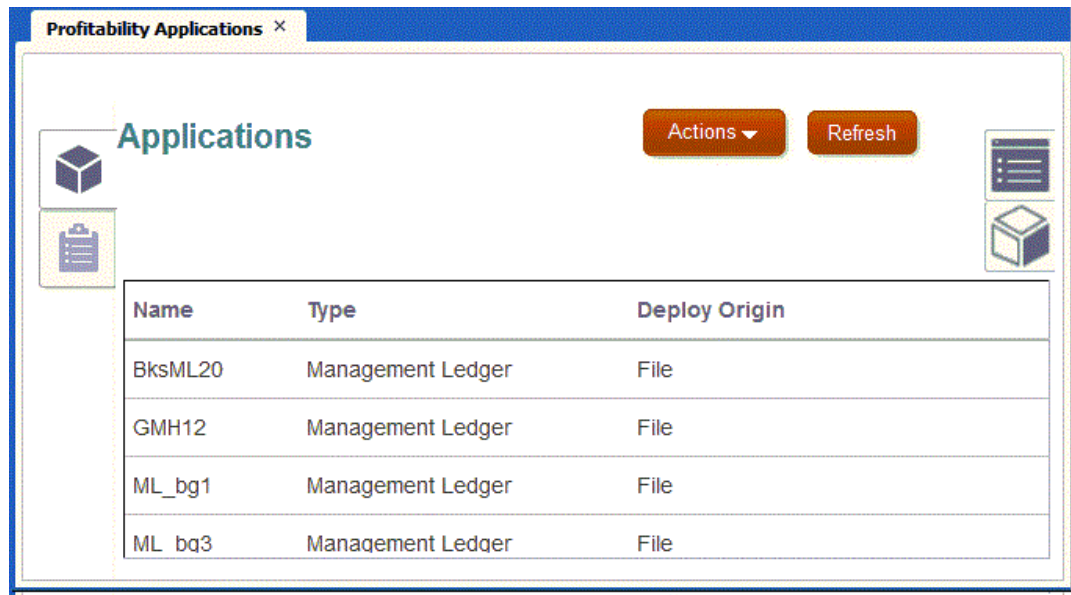 Profitability Applications ×
Applications
Actions
Refresh
Name Type Deploy Origin
BksML20 Management Ledger File
GMH12 Management Ledger File
ML_bg1 Management Ledger File
ML_bg3 Management Ledger File